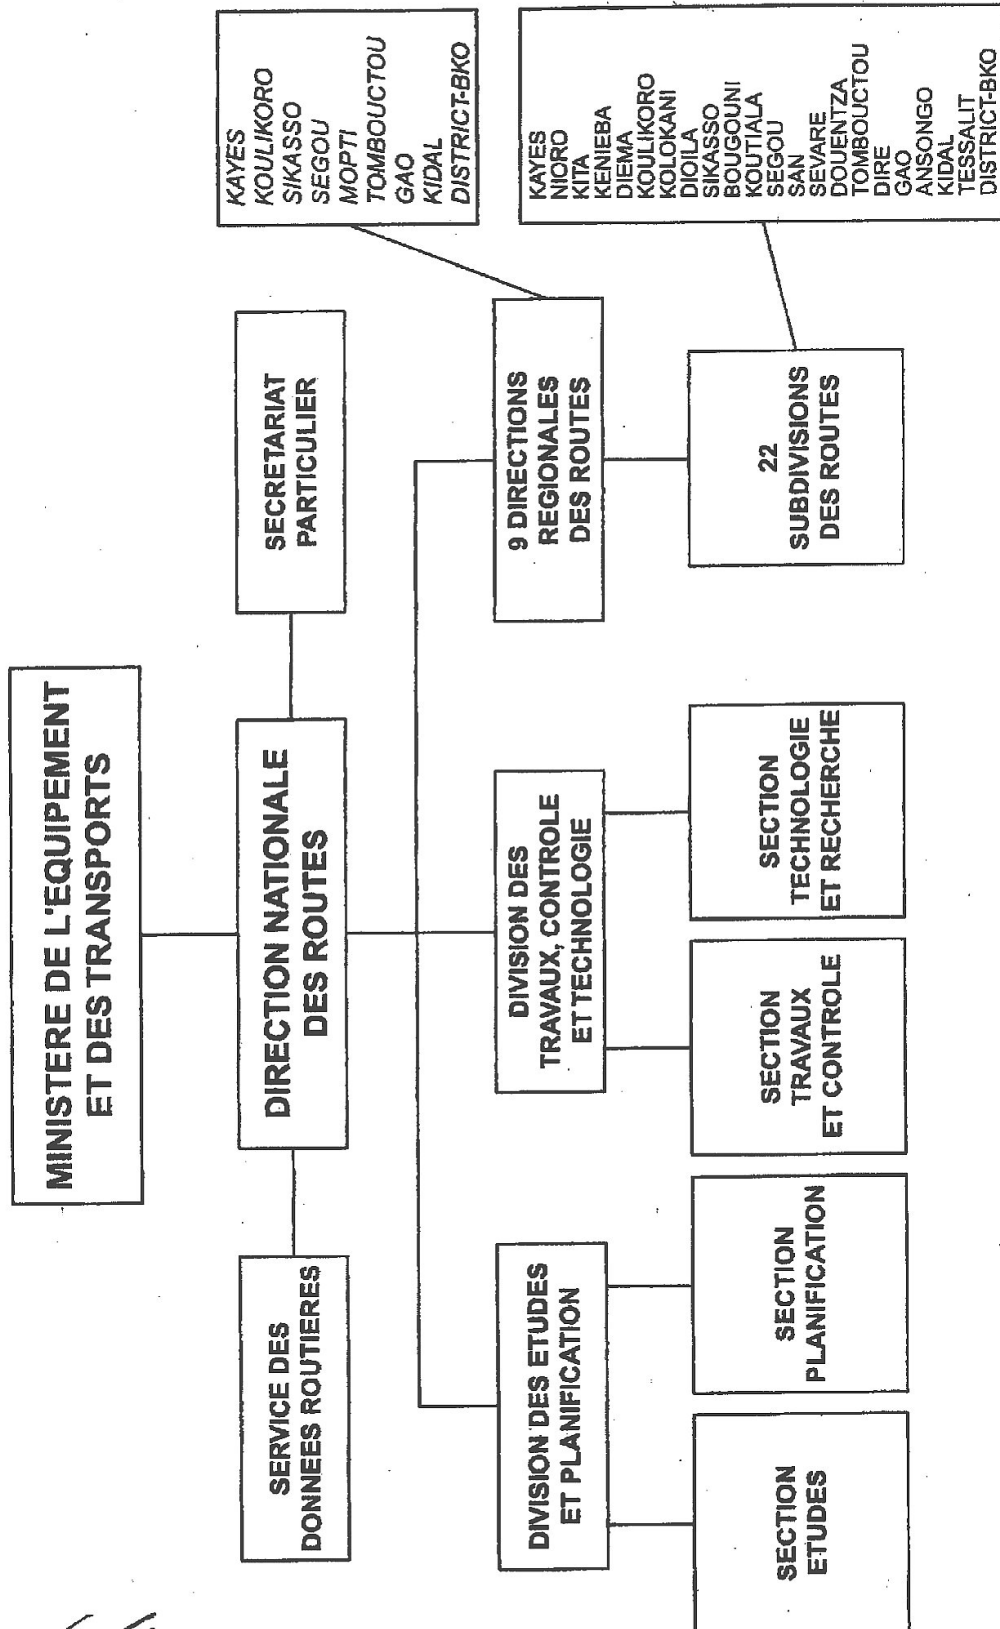 MINISTERE DE L'EQUIPEMENT
ET DES TRANSPORTS
SERVICE DES
DONNEES ROUTIERES
DIRECTION NATIONALE
DES ROUTES
SECRETARIAT
PARTICULIER
KAYES
KOULIKORO
SIKASSO
SEGOU
MOPTI
TOMBOUCTOU
GAO
KIDAL
DISTRICT-BKO
DIVISION DES ETUDES
ET PLANIFICATION
DIVISION DES
TRAVAUX, CONTROLE
ET TECHNOLOGIE
9 DIRECTIONS
REGIONALES
DES ROUTES
SECTION
ETUDES
SECTION
PLANIFICATION
SECTION
TRAVAUX
ET CONTROLE
SECTION
TECHNOLOGIE
ET RECHERCHE
22
SUBDIVISIONS
DES ROUTES
KAYES
NIORO
KITA
KENIEBA
DIEMA
KOULIKORO
KOLOKANI
DIOILA
SIKASSO
BOUGOUNI
KOUTIALA
SEGOU
SAN
SEVARE
DOUENTZA
TOMBOUCTOU
DIRE
GAO
ANSONGO
KIDAL
TESSALIT
DISTRICT-BKO